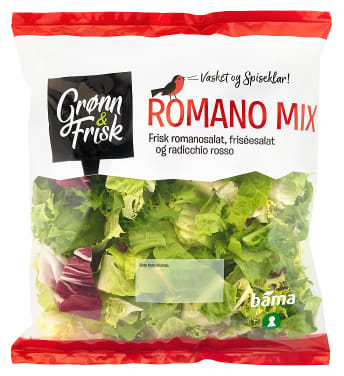 Grønn
&
Frisk
Vasket og Spiseklar!
ROMANO MIX
Frisk romanosalat, friséesalat
og radicchio rosso
bama